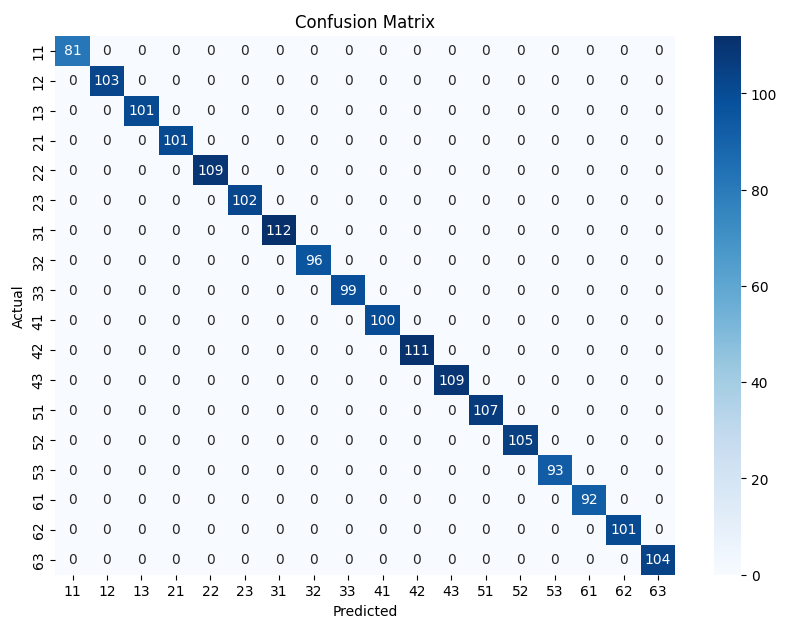 Confusion Matrix
Actual
11 81 0 0 0 0 0 0 0 0 0 0 0 0 0 0 0 0 0
12 0 103 0 0 0 0 0 0 0 0 0 0 0 0 0 0 0 0
13 0 0 101 0 0 0 0 0 0 0 0 0 0 0 0 0 0 0
21 0 0 0 101 0 0 0 0 0 0 0 0 0 0 0 0 0 0
22 0 0 0 0 109 0 0 0 0 0 0 0 0 0 0 0 0 0
23 0 0 0 0 0 102 0 0 0 0 0 0 0 0 0 0 0 0
31 0 0 0 0 0 0 112 0 0 0 0 0 0 0 0 0 0 0
32 0 0 0 0 0 0 0 96 0 0 0 0 0 0 0 0 0 0
33 0 0 0 0 0 0 0 0 99 0 0 0 0 0 0 0 0 0
41 0 0 0 0 0 0 0 0 0 100 0 0 0 0 0 0 0 0
42 0 0 0 0 0 0 0 0 0 0 111 0 0 0 0 0 0 0
43 0 0 0 0 0 0 0 0 0 0 0 109 0 0 0 0 0 0
51 0 0 0 0 0 0 0 0 0 0 0 0 107 0 0 0 0 0
52 0 0 0 0 0 0 0 0 0 0 0 0 0 105 0 0 0 0
53 0 0 0 0 0 0 0 0 0 0 0 0 0 0 93 0 0 0
61 0 0 0 0 0 0 0 0 0 0 0 0 0 0 0 92 0 0
62 0 0 0 0 0 0 0 0 0 0 0 0 0 0 0 0 101 0
63 0 0 0 0 0 0 0 0 0 0 0 0 0 0 0 0 0 104
11 12 13 21 22 23 31 32 33 41 42 43 51 52 53 61 62 63
Predicted
100
80
60
40
20
0